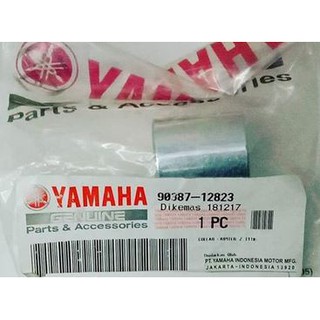 YAMAHA
Parts & Accesso
YAMAHA
GENUINE
Parts & Accessories
90387-12823
Dikemas 181217
1 PC
PT. YAMAHA INDONESIA MOTOR MFG.
JAKARTA-INDONESIA 13920